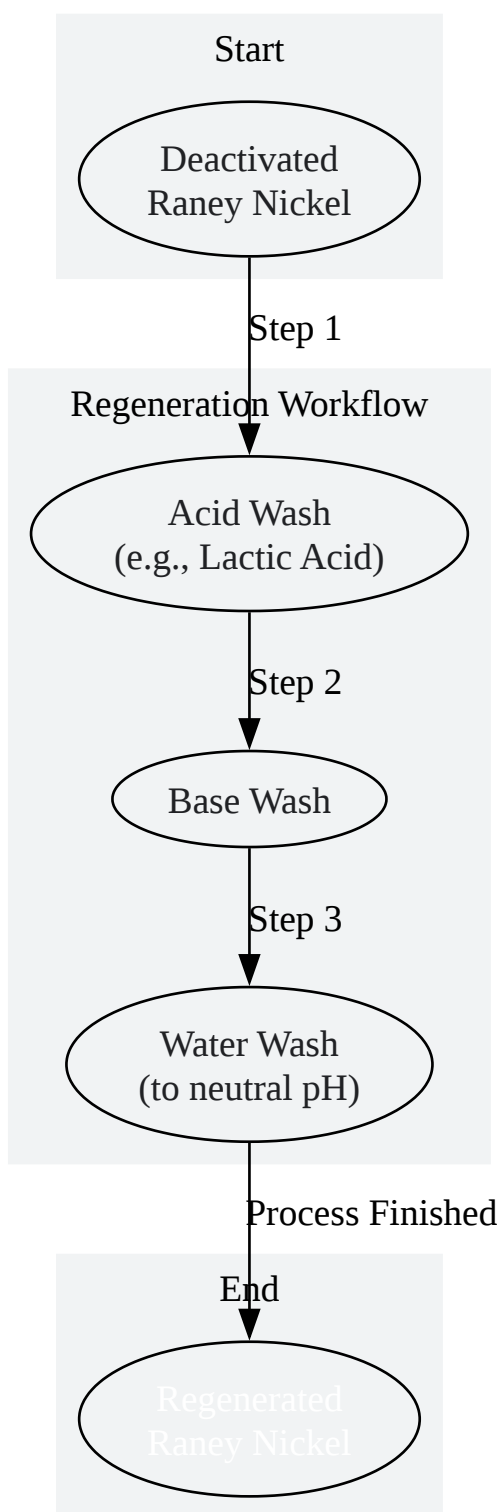 Start
Deactivated
Raney Nickel
Step 1
Regeneration Workflow
Acid Wash
(e.g., Lactic Acid)
Step 2
Base Wash
Step 3
Water Wash
(to neutral pH)
Process Finished
End
Regenerated
Raney Nickel